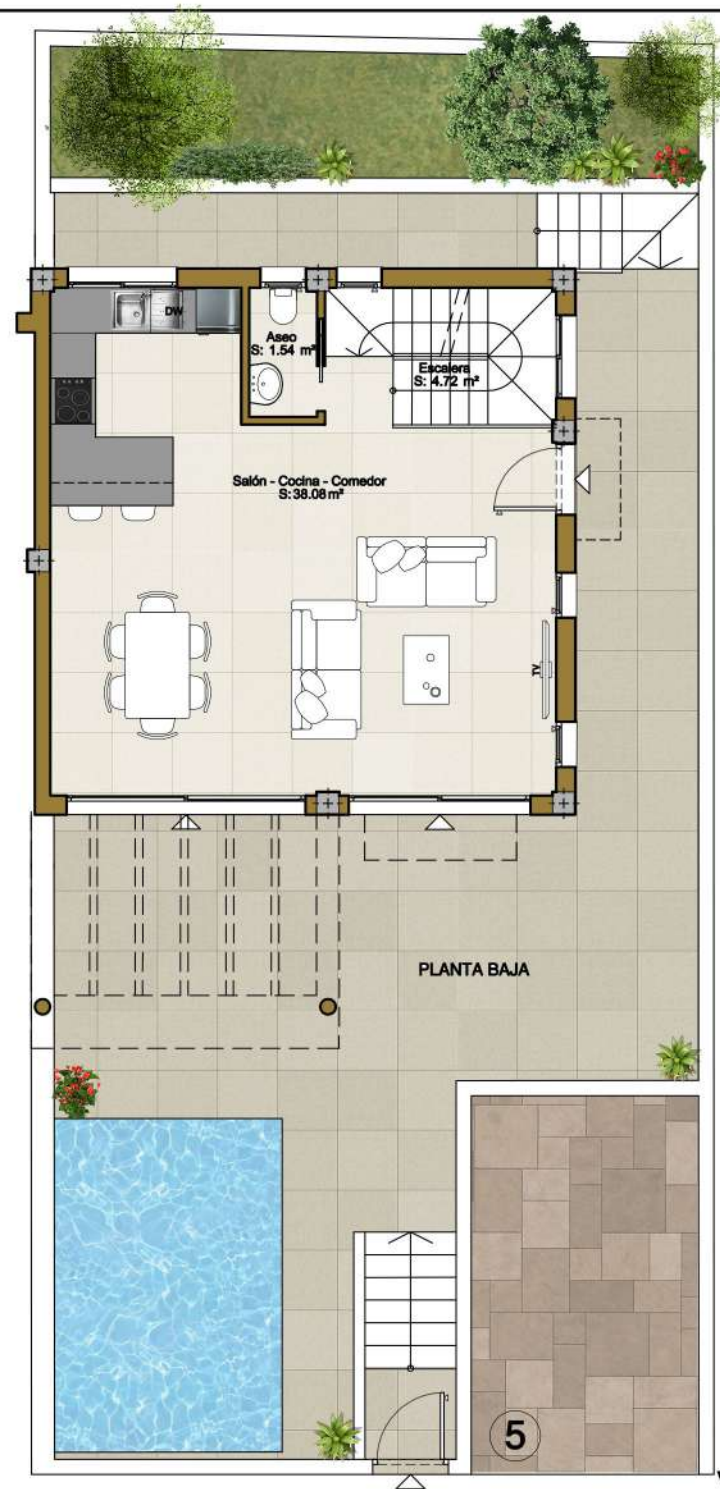 DW
Aseo
S: 1.54 m²
Escalera
S: 4.72 m²
Salón - Cocina - Comedor
S: 38.08 m²
TV
PLANTA BAJA
5